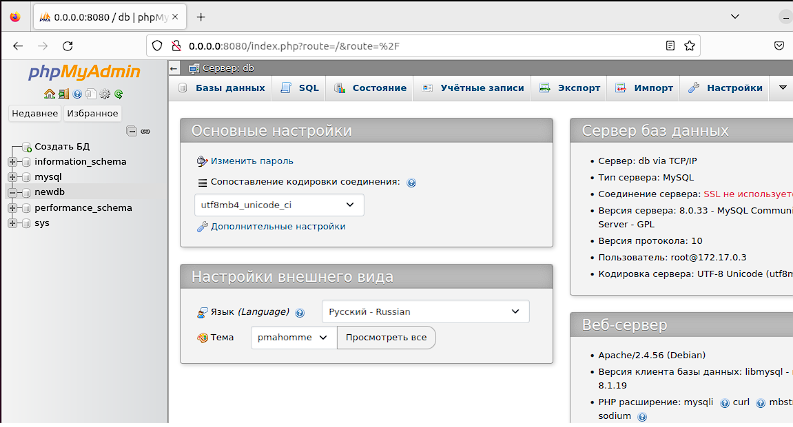 0.0.0.0:8080 / db | phpMy
0.0.0.0:8080/index.php?route=/&route=%2F
phpMyAdmin
Недавнее Избранное
Создать БД
information_schema
mysql
newdb
performance_schema
sys
Сервер: db
Базы данных SQL Состояние Учётные записи Экспорт Импорт Настройки
Основные настройки
Изменить пароль
Сопоставление кодировки соединения:
utf8mb4_unicode_ci
Дополнительные настройки
Настройки внешнего вида
Язык (Language) Русский - Russian
Тема pmahomme Просмотреть все
Сервер баз данных
• Сервер: db via TCP/IP
• Тип сервера: MySQL
• Соединение сервера: SSL не используетс
• Версия сервера: 8.0.33 - MySQL Communi
Server - GPL
• Версия протокола: 10
• Пользователь: root@172.17.0.3
• Кодировка сервера: UTF-8 Unicode (utf8m
Веб-сервер
• Apache/2.4.56 (Debian)
• Версия клиента базы данных: libmysql -
8.1.19
• PHP расширение: mysqli curl mbst
sodium